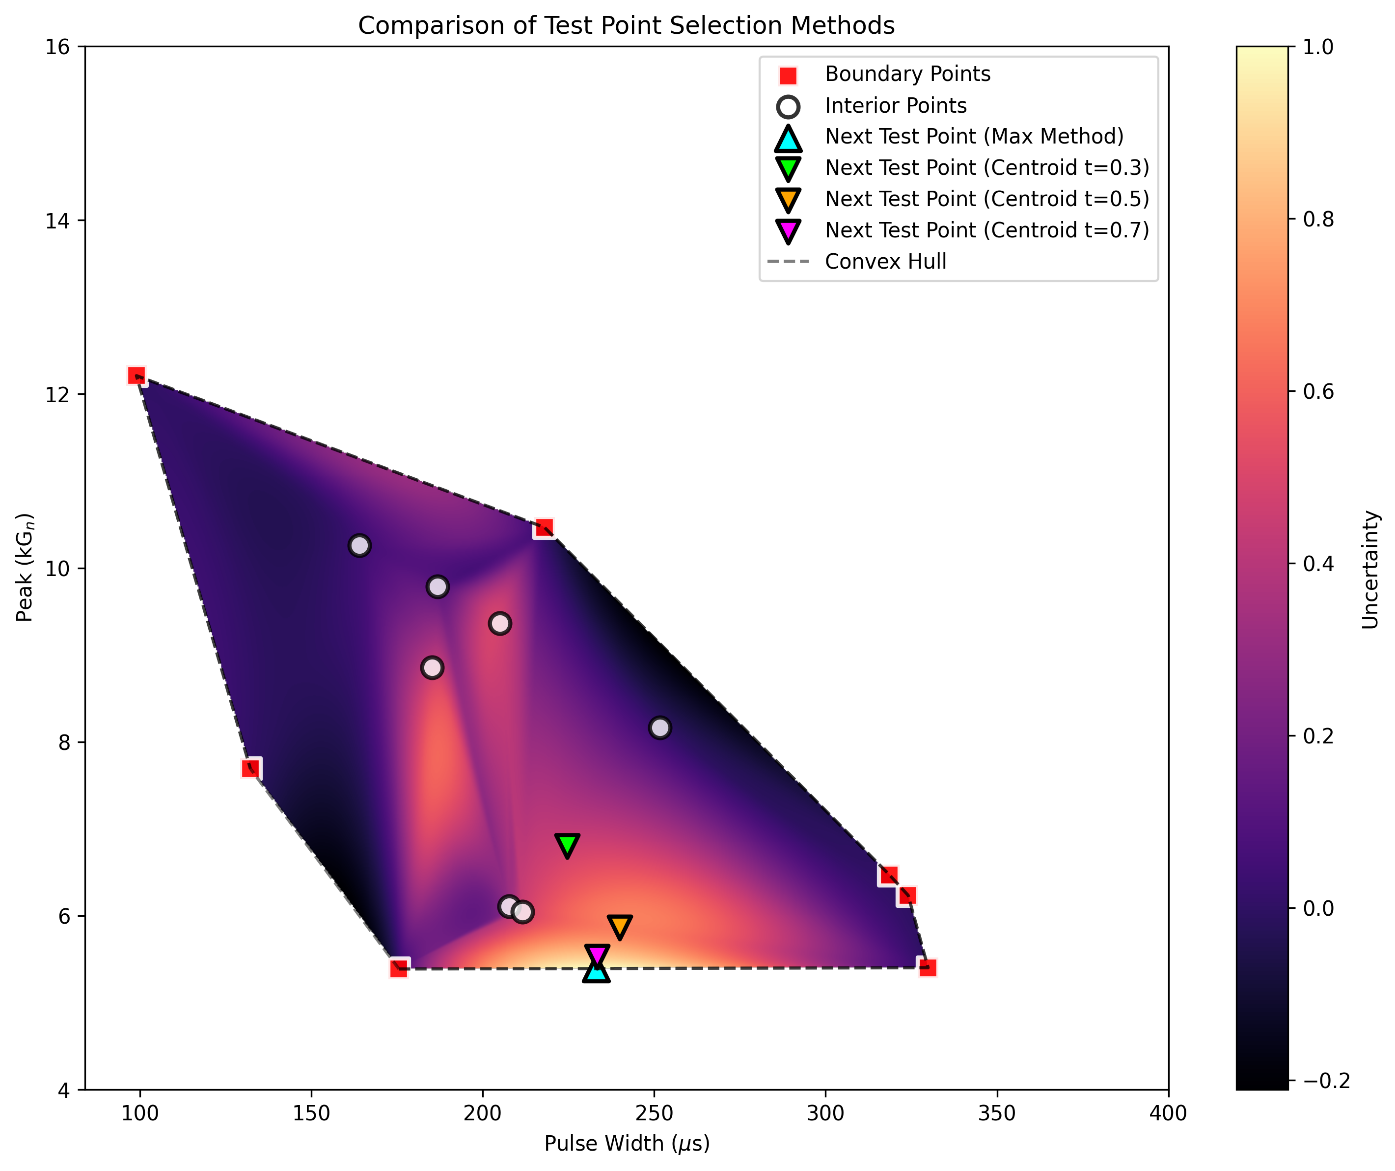 Comparison of Test Point Selection Methods
16
14
12
10
8
6
4
Peak (kGₙ)
100
150
200
250
300
350
400
Pulse Width (μs)
Boundary Points
Interior Points
Next Test Point (Max Method)
Next Test Point (Centroid t=0.3)
Next Test Point (Centroid t=0.5)
Next Test Point (Centroid t=0.7)
Convex Hull
1.0
0.8
0.6
0.4
0.2
0.0
−0.2
Uncertainty